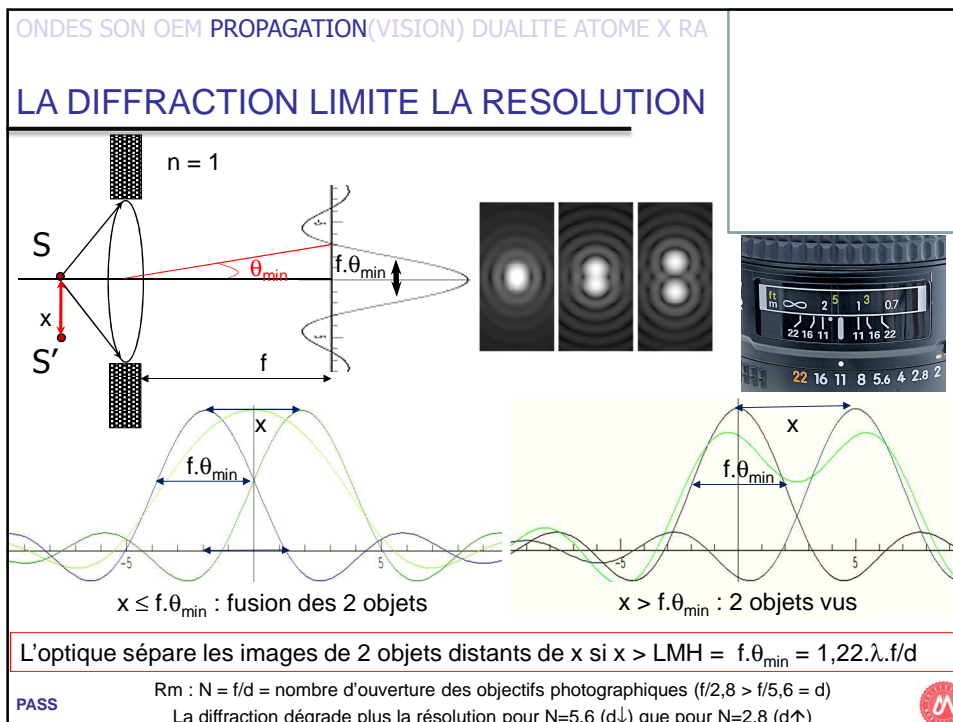 ONDES SON OEM PROPAGATION(VISION) DUALITE ATOME X RA
LA DIFFRACTION LIMITE LA RESOLUTION
n = 1
S
θmin
f.θmin
x
S’
f
5
5
ft
m
∞ 2 5 1 3 0.7
22 16 11 11 16 22
22 16 11 8 5.6 4 2.8 2
x
f.θmin
-5
5
x ≤ f.θmin : fusion des 2 objets
x
f.θmin
-5
5
x > f.θmin : 2 objets vus
L’optique sépare les images de 2 objets distants de x si x > LMH = f.θmin = 1,22.λ.f/d
Rm : N = f/d = nombre d’ouverture des objectifs photographiques (f/2,8 > f/5,6 = d)
PASS
La diffraction dégrade plus la résolution pour N=5,6 (d↓) que pour N=2,8 (d↑)